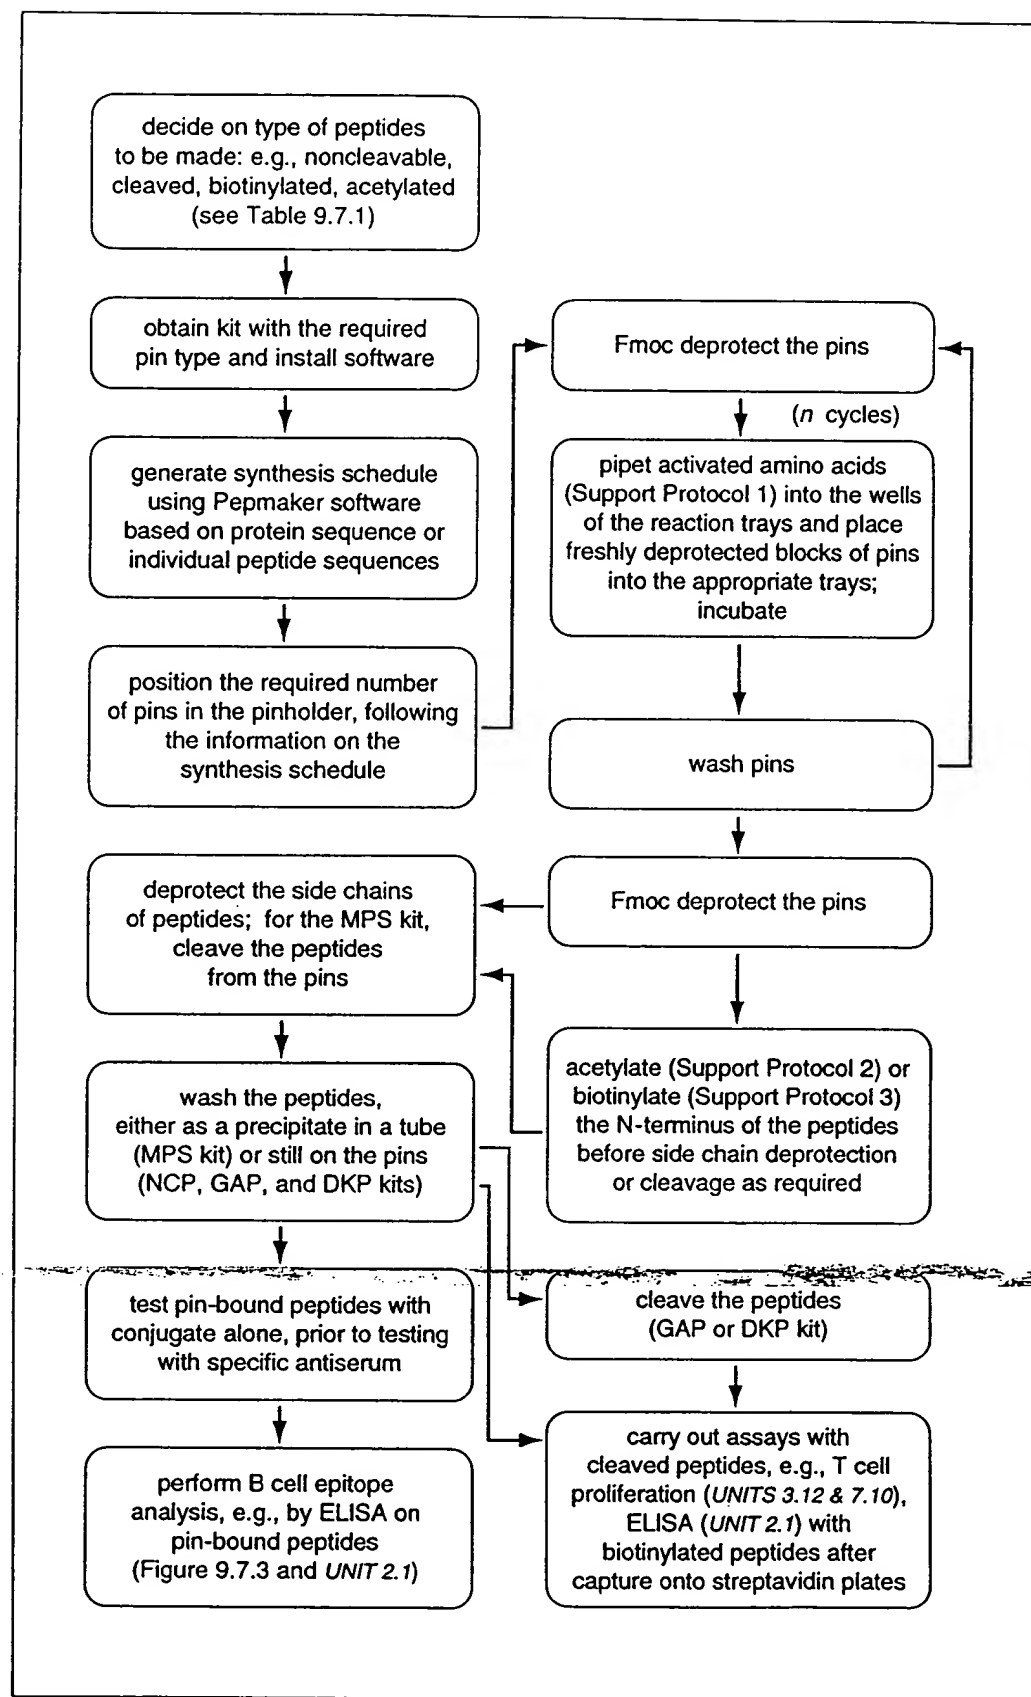 decide on type of peptides
to be made: e.g., noncleavable,
cleaved, biotinylated, acetylated
(see Table 9.7.1)
obtain kit with the required
pin type and install software
generate synthesis schedule
using Pepmaker software
based on protein sequence or
individual peptide sequences
position the required number
of pins in the pinholder, following
the information on the
synthesis schedule
Fmoc deprotect the pins
(n cycles)
pipet activated amino acids
(Support Protocol 1) into the wells
of the reaction trays and place
freshly deprotected blocks of pins
into the appropriate trays;
incubate
wash pins
Fmoc deprotect the pins
acetylate (Support Protocol 2) or
biotinylate (Support Protocol 3)
the N-terminus of the peptides
before side chain deprotection
or cleavage as required
deprotect the side chains
of peptides; for the MPS kit,
cleave the peptides
from the pins
wash the peptides,
either as a precipitate in a tube
(MPS kit) or still on the pins
(NCP, GAP, and DKP kits)
test pin-bound peptides with
conjugate alone, prior to testing
with specific antiserum
perform B cell epitope
analysis, e.g., by ELISA on
pin-bound peptides
(Figure 9.7.3 and UNIT 2.1)
cleave the peptides
(GAP or DKP kit)
carry out assays with
cleaved peptides, e.g., T cell
proliferation (UNITS 3.12 & 7.10),
ELISA (UNIT 2.1) with
biotinylated peptides after
capture onto streptavidin plates